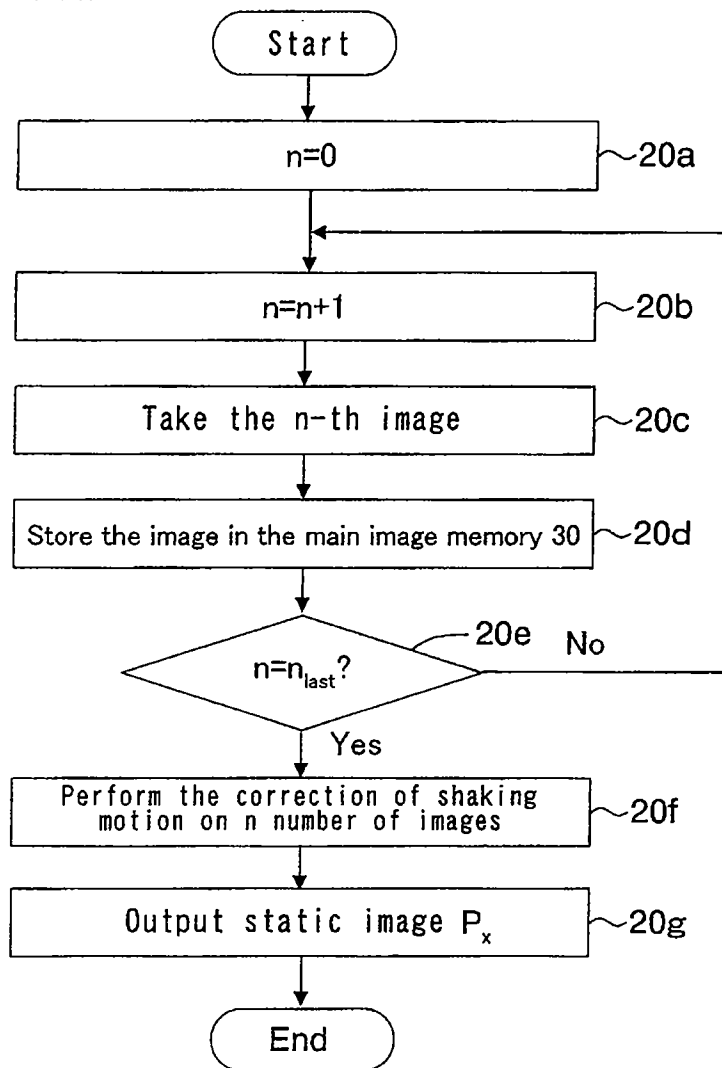 Start
n=0
20a
n=n+1
20b
Take the n-th image
20c
Store the image in the main image memory 30
20d
20e
n=n_last?
No
Yes
Perform the correction of shaking
motion on n number of images
20f
Output static image P_x
20g
End